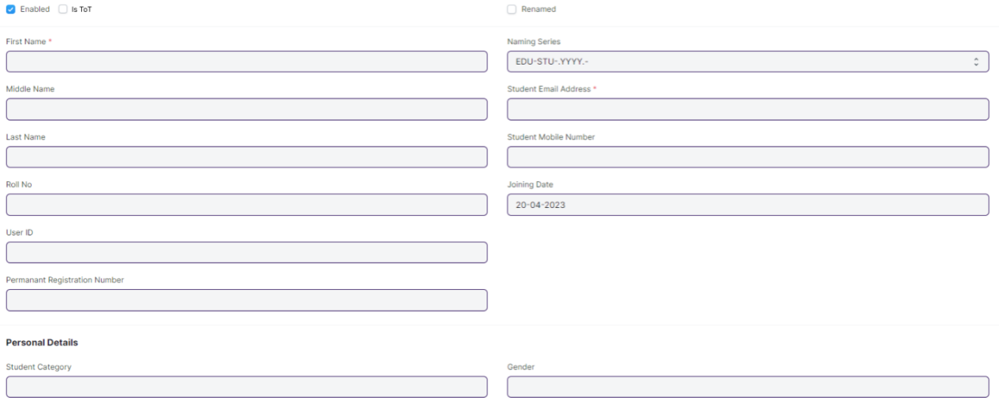 Enabled Is ToT Renamed
First Name * Naming Series
EDU-STU-.YYYY.-
Middle Name Student Email Address *
Last Name Student Mobile Number
Roll No Joining Date
20-04-2023
User ID
Permanant Registration Number
Personal Details
Student Category Gender